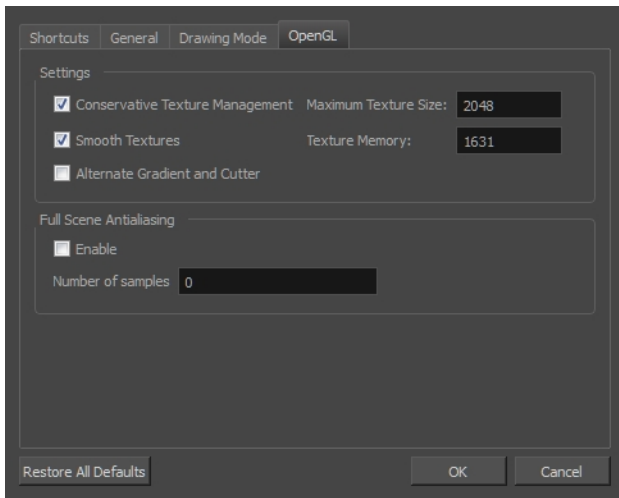 Shortcuts General Drawing Mode OpenGL
Settings
Conservative Texture Management Maximum Texture Size: 2048
Smooth Textures Texture Memory: 1631
Alternate Gradient and Cutter
Full Scene Antialiasing
Enable
Number of samples 0
Restore All Defaults OK Cancel